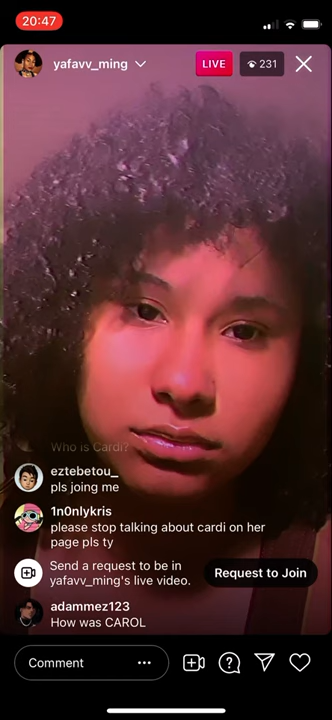 20:47
yafavv_ming
LIVE
231
Who is Cardi?
eztebetou_
pls joing me
1n0nlykris
please stop talking about cardi on her
page pls ty
Send a request to be in
yafavv_ming's live video.
Request to Join
adammez123
How was CAROL
Comment